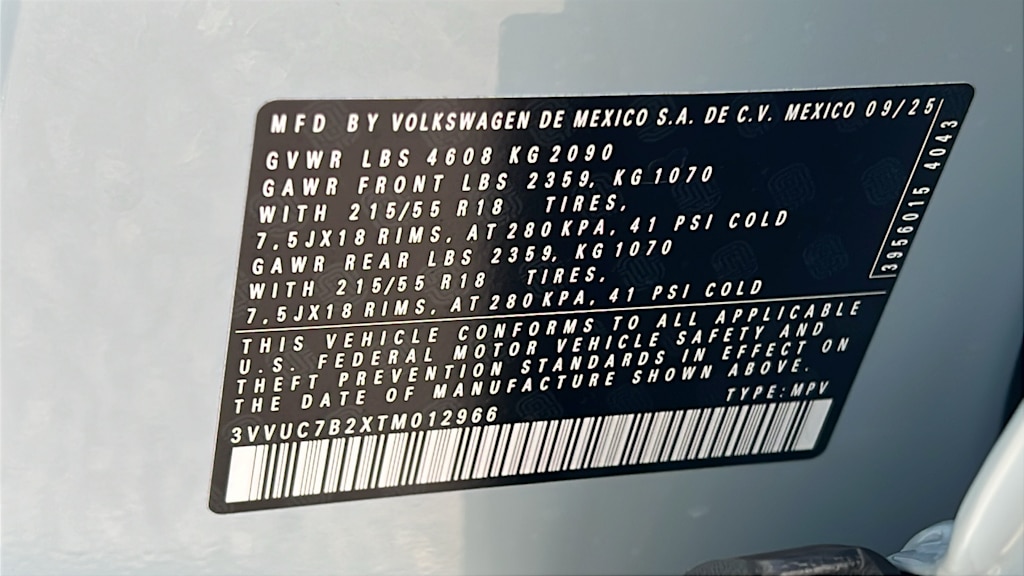 MFD BY VOLKSWAGEN DE MEXICO S.A. DE C.V. MEXICO 09/25
GVWR LBS 4608 KG 2090
GAWR FRONT LBS 2359, KG 1070
WITH 215/55 R18 TIRES,
7.5JX18 RIMS, AT 280 KPA, 41 PSI COLD
GAWR REAR LBS 2359, KG 1070
WITH 215/55 R18 TIRES,
7.5JX18 RIMS, AT 280 KPA, 41 PSI COLD
3956015 4043
THIS VEHICLE CONFORMS TO ALL APPLICABLE
U.S. FEDERAL MOTOR VEHICLE SAFETY AND
THEFT PREVENTION STANDARDS IN EFFECT ON
THE DATE OF MANUFACTURE SHOWN ABOVE.
TYPE: MPV
3VVUC7B2XTM012966